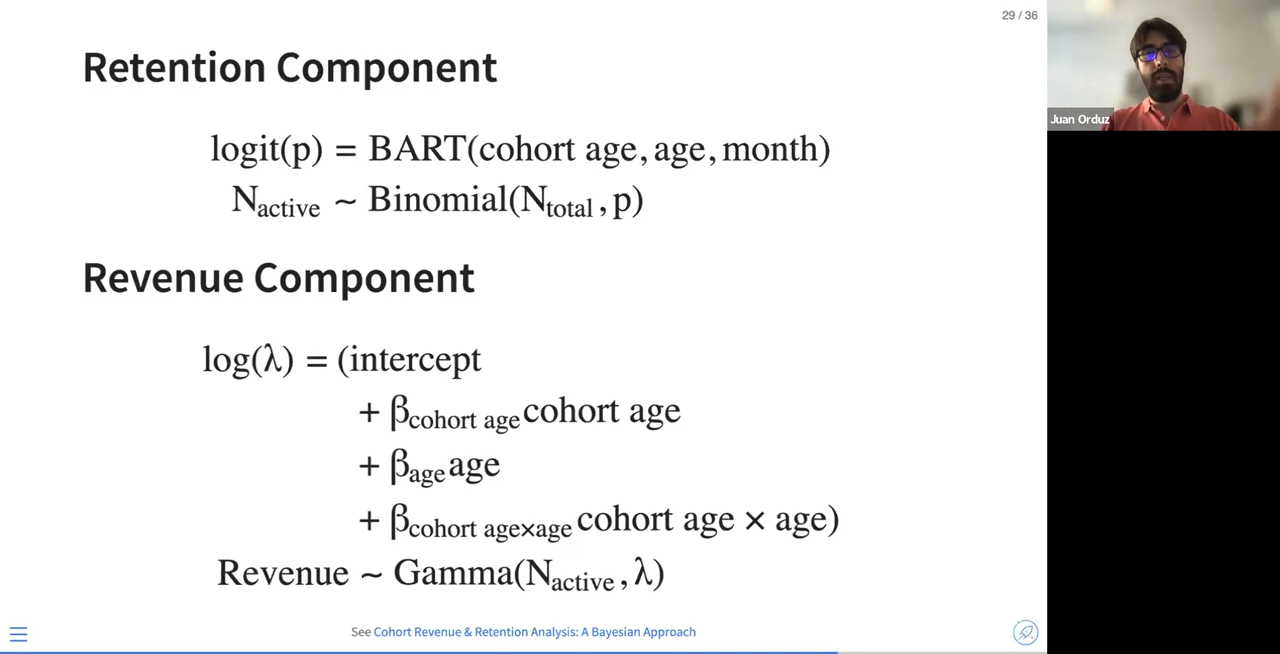 29 / 36
Retention Component
logit(p) = BART(cohort age, age, month)
N_active ~ Binomial(N_total, p)
Revenue Component
log(λ) = (intercept
+ β_cohort age cohort age
+ β_age age
+ β_cohort age×age cohort age × age)
Revenue ~ Gamma(N_active, λ)
See Cohort Revenue & Retention Analysis: A Bayesian Approach
Juan Orduz